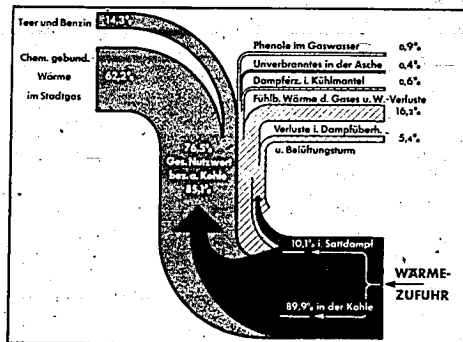 Teer und Benzin
14,3%
Chem. gebund.
Wärme
im Stadtgas
62,2%
Phenole im Gaswasser 0,9%
Unverbranntes in der Asche 0,4%
Dampferz. i. Kühlmantel 0,6%
Fühlb. Wärme d. Gases u. W.-Verluste
16,2%
Verluste i. Dampfüberh. 5,4%
u. Belüftungsturm
76,5%
Ges. Nutzwert
bez. a. Kohle
85,1%
10,1% i. Sattdampf
WÄRME-
ZUFUHR
89,9% in der Kohle